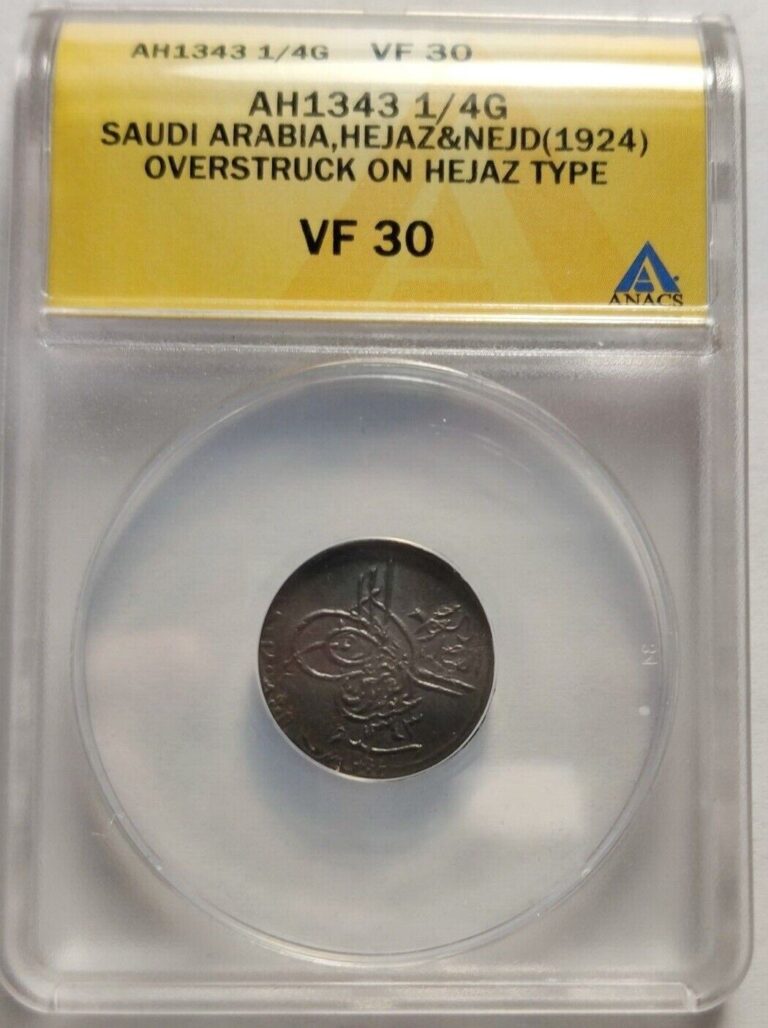 AH1343 1/4G VF 30
AH1343 1/4G
SAUDI ARABIA,HEJAZ&NEJD(1924)
OVERSTRUCK ON HEJAZ TYPE
VF 30
ANACS
١٣٤٣